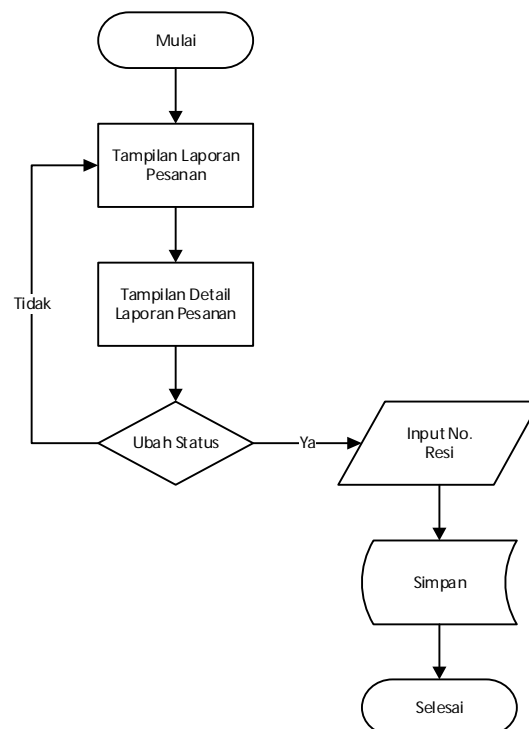 Mulai
Tampilan Laporan
Pesanan
Tampilan Detail
Laporan Pesanan
Tidak
Ubah Status
Ya
Input No.
Resi
Simpan
Selesai